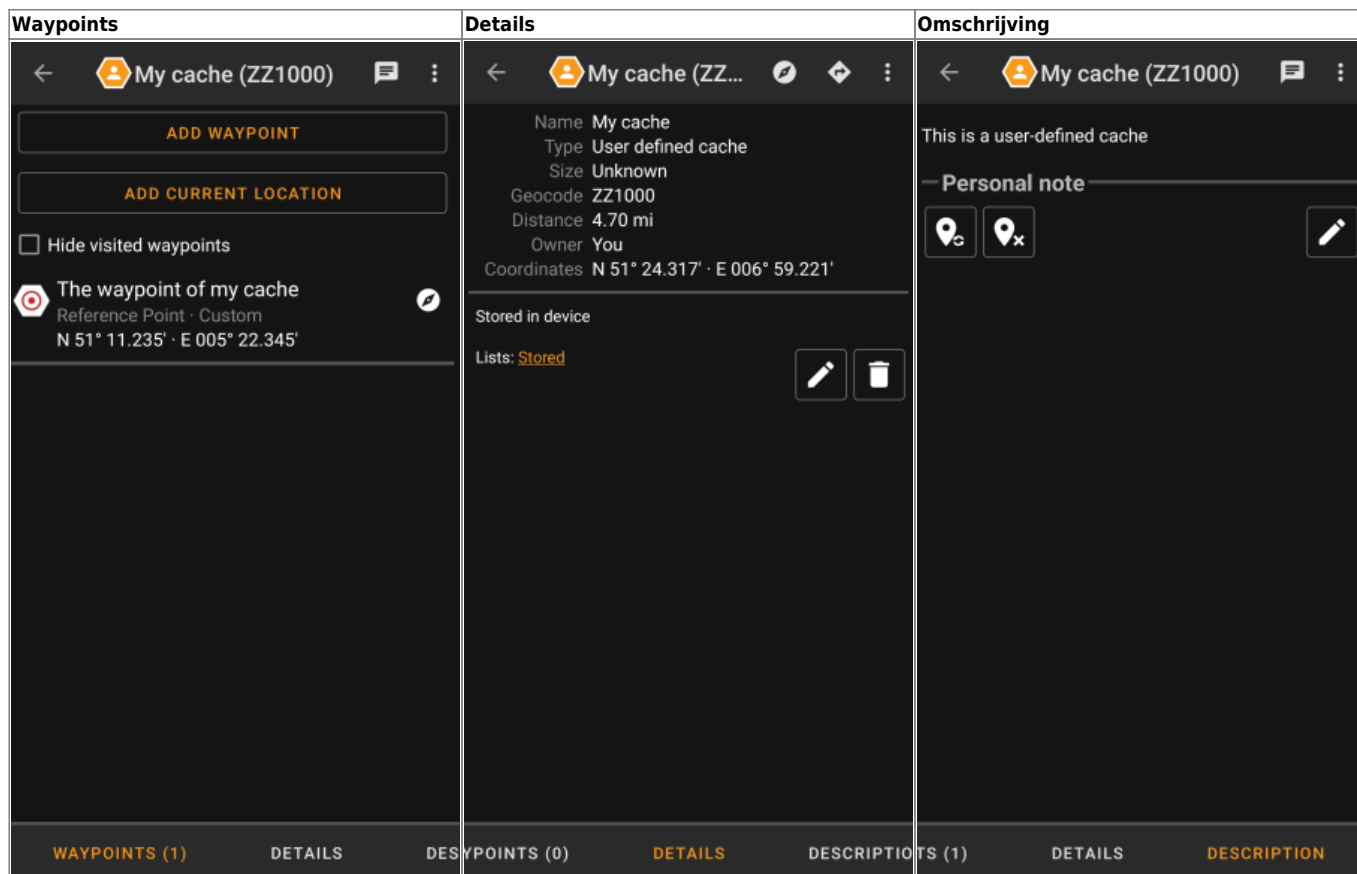 Waypoints
My cache (ZZ1000)
ADD WAYPOINT
ADD CURRENT LOCATION
Hide visited waypoints
The waypoint of my cache
Reference Point · Custom
N 51° 11.235' · E 005° 22.345'
WAYPOINTS (1) DETAILS DES
Details
My cache (ZZ...
Name My cache
Type User defined cache
Size Unknown
Geocode ZZ1000
Distance 4.70 mi
Owner You
Coordinates N 51° 24.317' · E 006° 59.221'
Stored in device
Lists: Stored
YPOINTS (0) DETAILS DESCRIPTIO
Omschrijving
My cache (ZZ1000)
This is a user-defined cache
Personal note
TS (1) DETAILS DESCRIPTION